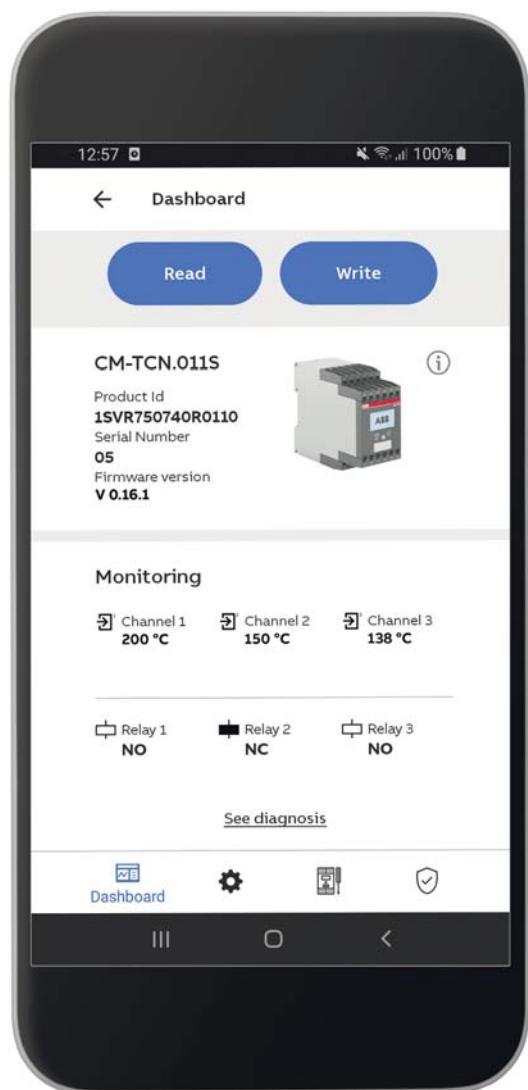 12:57 100%
Dashboard
Read Write
CM-TCN.011S
Product Id
1SVR750740R0110
Serial Number
05
Firmware version
V 0.16.1
ABB
Monitoring
Channel 1 Channel 2 Channel 3
200 °C 150 °C 138 °C
Relay 1 Relay 2 Relay 3
NO NC NO
See diagnosis
Dashboard